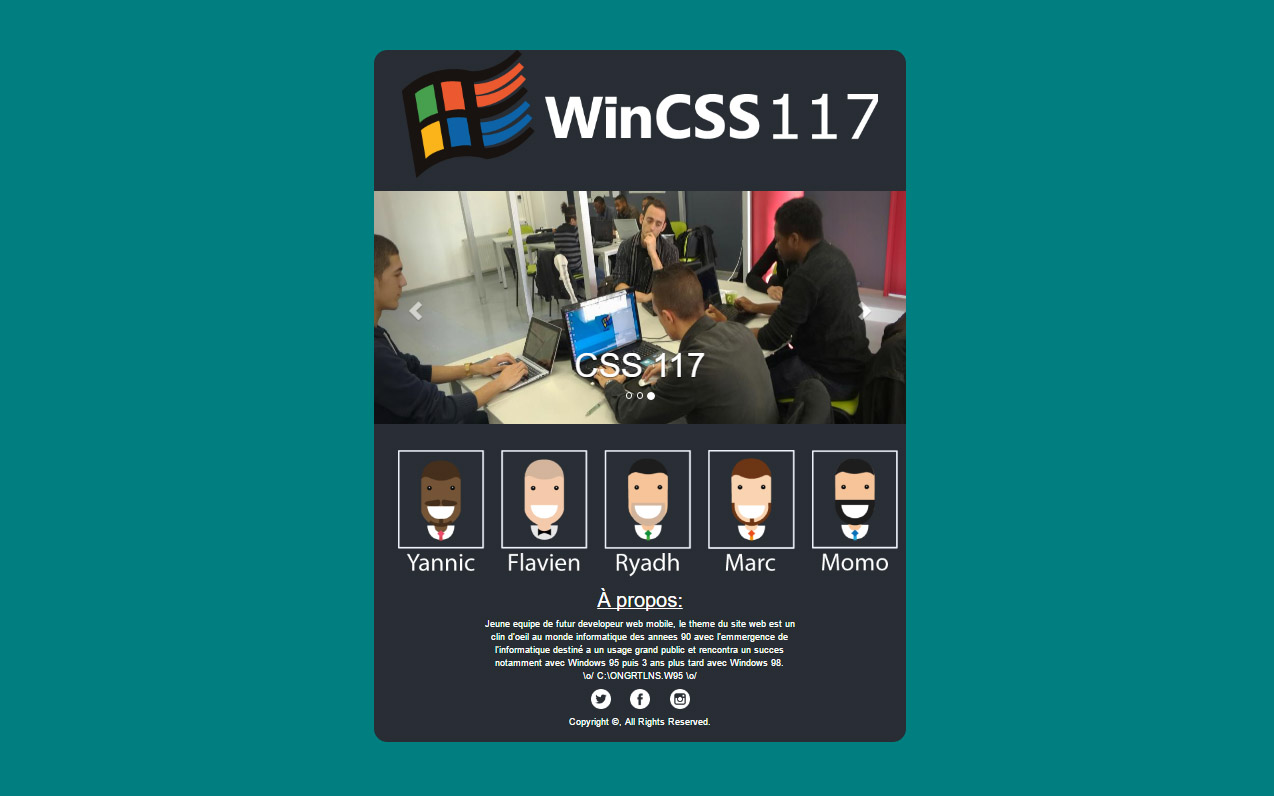 WinCSS 117
CSS 117
Yannic Flavien Ryadh Marc Momo
À propos:
Jeune equipe de futur developeur web mobile, le theme du site web est un
clin d'oeil au monde informatique des annees 90 avec l'emmergence de
l'informatique destiné a un usage grand public et rencontra un succes
notamment avec Windows 95 puis 3 ans plus tard avec Windows 98.
\o/ C:\ONGRTLNS.W95 \o/
Copyright ©, All Rights Reserved.